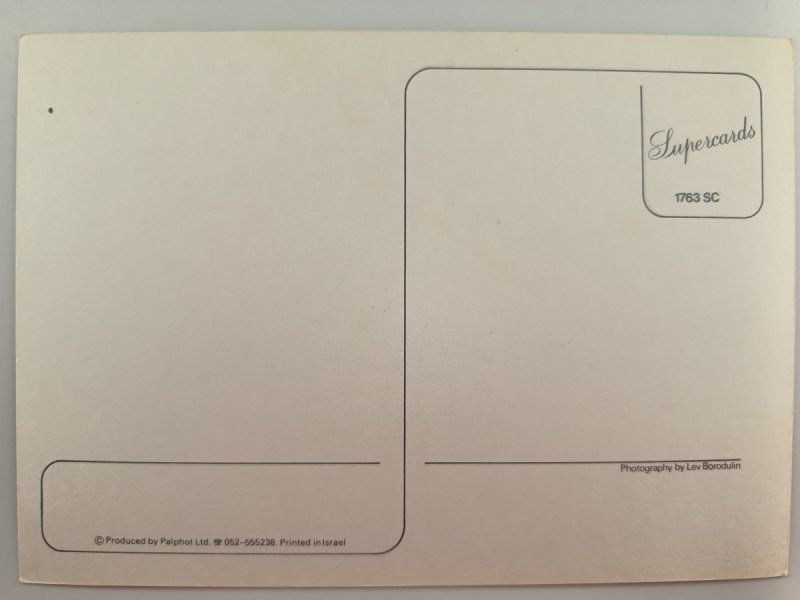 Supercards
1763 SC
Photography by Lev Borodulin
© Produced by Palphot Ltd. ☎ 052-555238. Printed in Israel